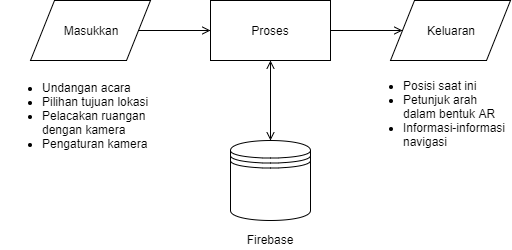 Masukkan
Proses
Keluaran
• Undangan acara
• Pilihan tujuan lokasi
• Pelacakan ruangan
dengan kamera
• Pengaturan kamera
• Posisi saat ini
• Petunjuk arah
dalam bentuk AR
• Informasi-informasi
navigasi
Firebase